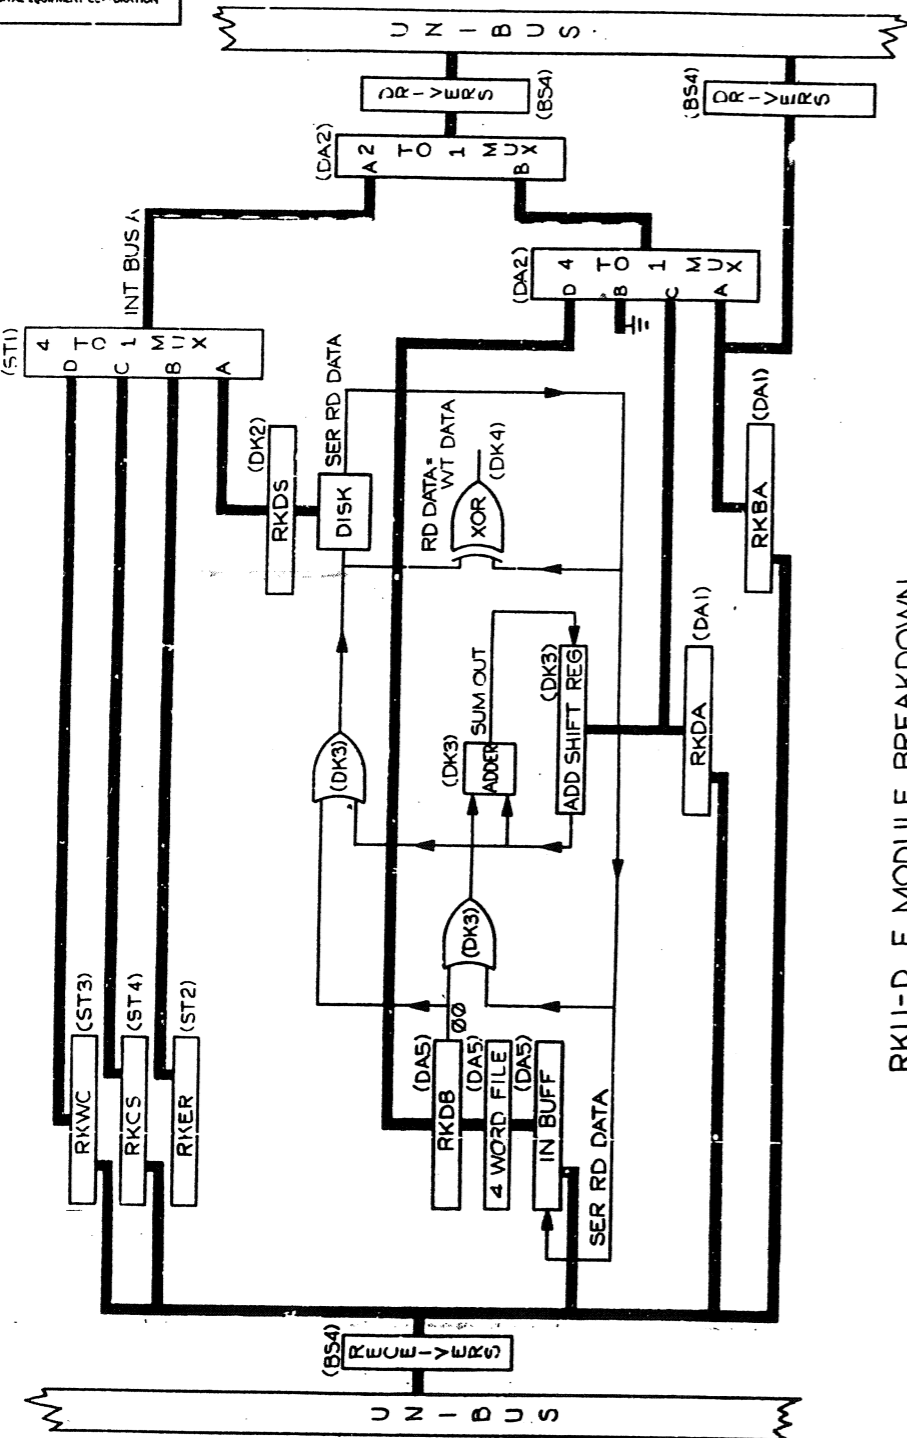 DIGITAL EQUIPMENT CORPORATION
UNIBUS
DRIVERS
(BS4)
DRIVERS
(BS4)
(DA2)
2 TO 1 MUX
A
B
INT BUS A
(ST1)
4 TO 1 MUX
D
C
B
A
(DA2)
4 TO 1 MUX
D
B
C
A
RKDS
(DK2)
DISK
SER RD DATA
RD DATA=
WT DATA
XOR
(DK4)
(DK3)
(DK3)
ADDER
SUM OUT
ADD SHIFT REG
(DK3)
(DK3)
RKDA
(DA1)
RKBA
(DA1)
RKWC
(ST3)
RKCS
(ST4)
RKER
(ST2)
RKDB
(DA5)
00
4 WORD FILE
(DA5)
IN BUFF
(DA5)
SER RD DATA
(BS4)
RECEIVERS
UNIBUS
RK11-D, E MODULE BREAKDOWN